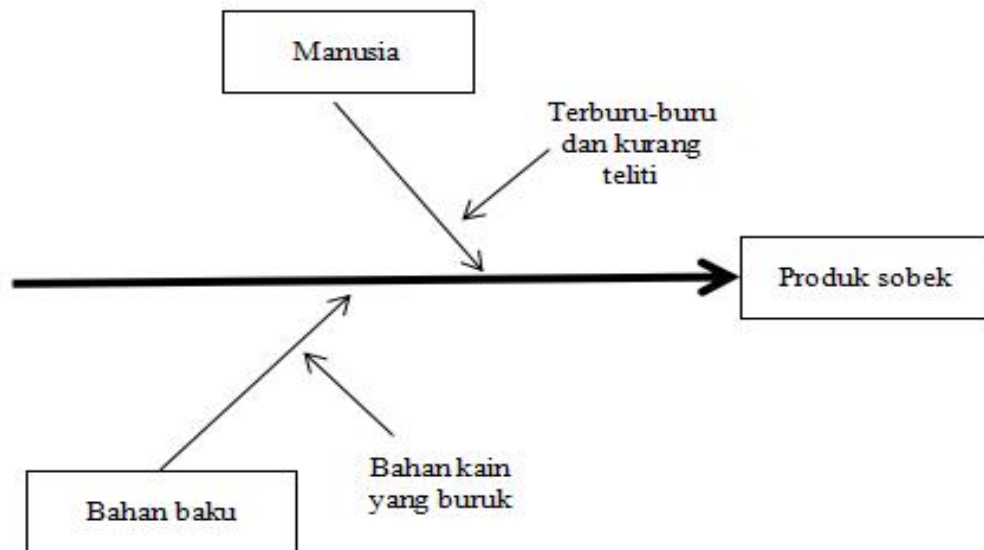 Manusia
Terburu-buru
dan kurang
teliti
Produk sobek
Bahan kain
yang buruk
Bahan baku